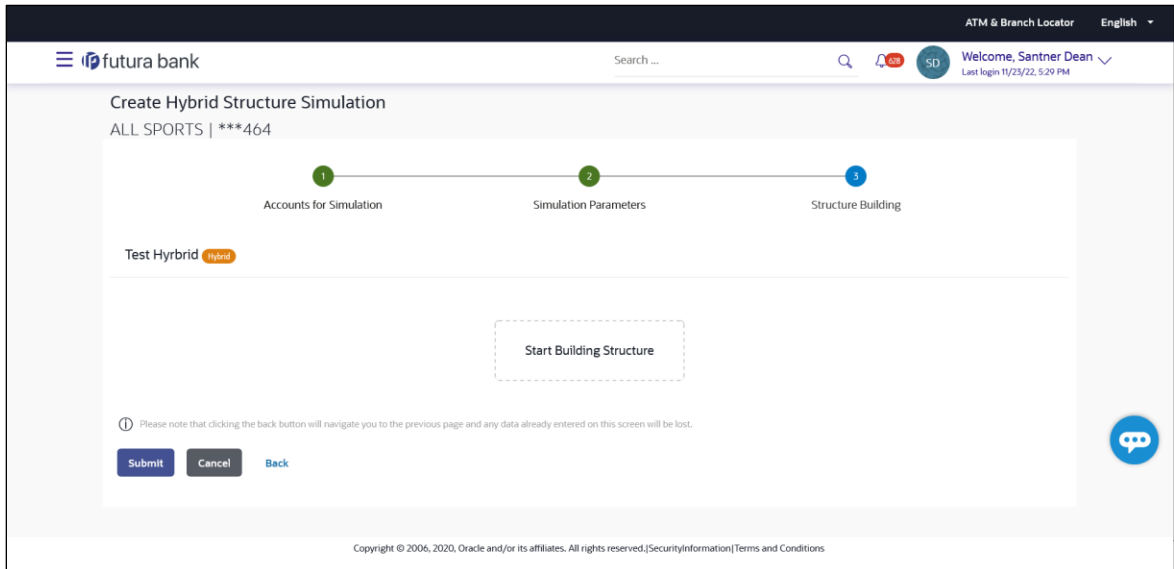 ATM & Branch Locator English
futura bank Search ... 628 SD Welcome, Santner Dean
Last login 11/23/22, 5:29 PM
Create Hybrid Structure Simulation
ALL SPORTS | ***464
1 2 3
Accounts for Simulation Simulation Parameters Structure Building
Test Hyrbrid Hybrid
Start Building Structure
Please note that clicking the back button will navigate you to the previous page and any data already entered on this screen will be lost.
Submit Cancel Back
Copyright © 2006, 2020, Oracle and/or its affiliates. All rights reserved.|SecurityInformation|Terms and Conditions